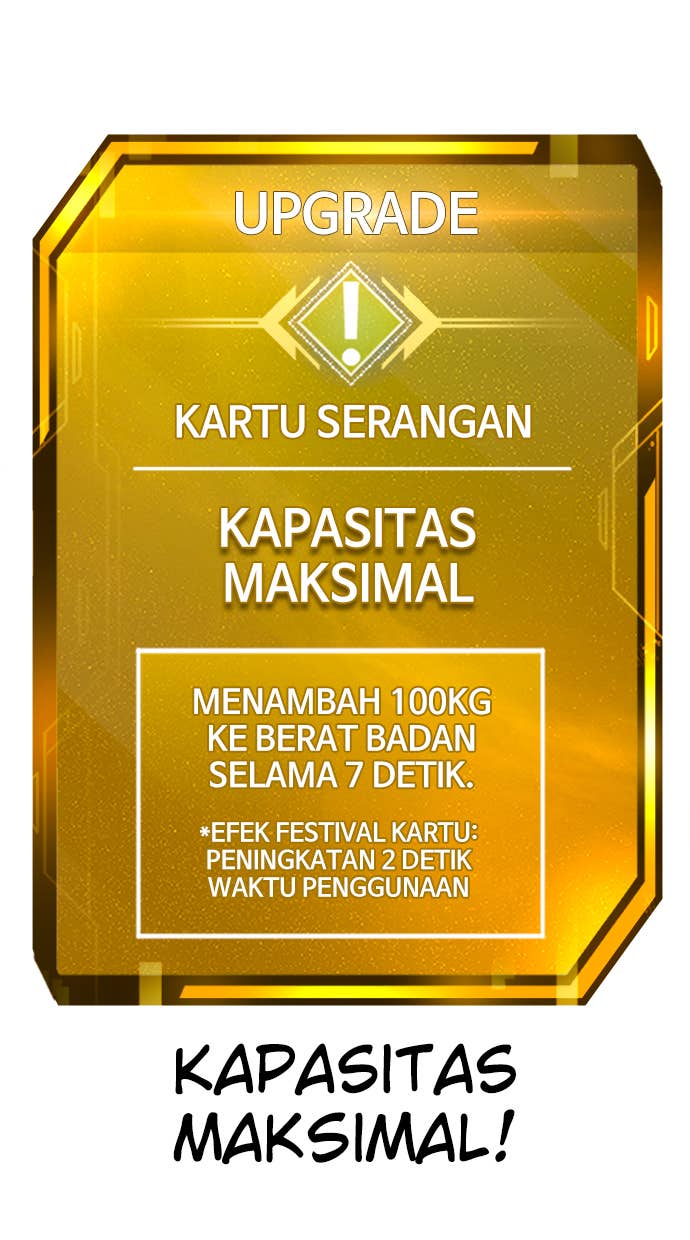 UPGRADE
!
KARTU SERANGAN
KAPASITAS
MAKSIMAL
MENAMBAH 100KG
KE BERAT BADAN
SELAMA 7 DETIK.
*EFEK FESTIVAL KARTU:
PENINGKATAN 2 DETIK
WAKTU PENGGUNAAN
KAPASITAS
MAKSIMAL!